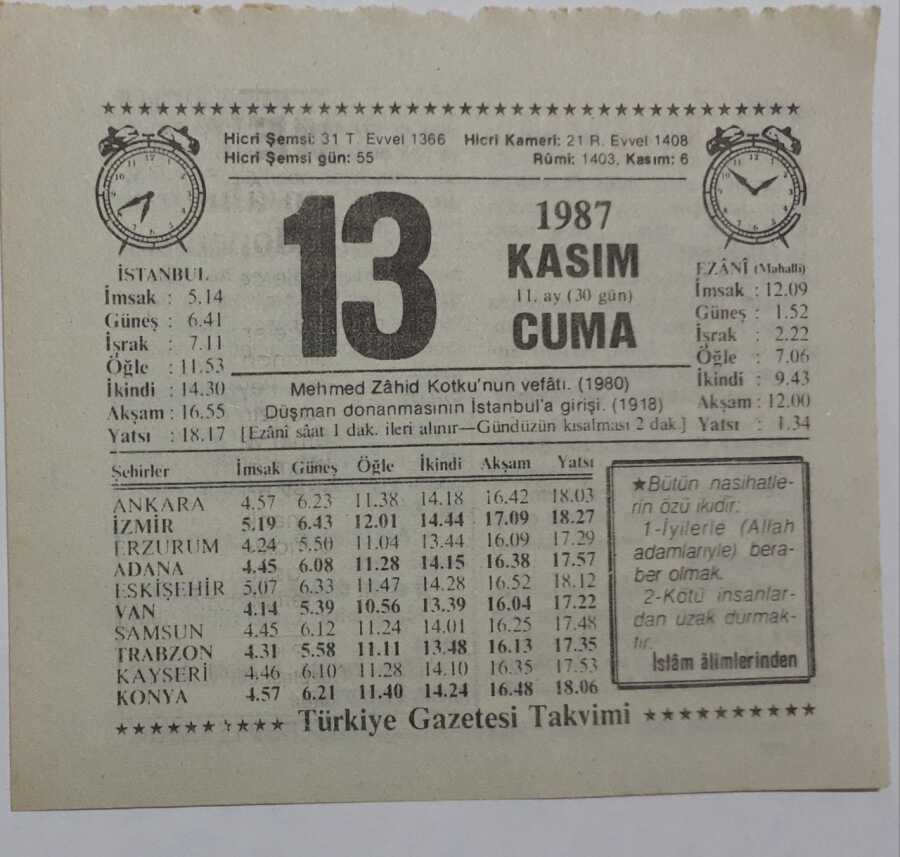 Hicrî Şemsi: 31 T. Evvel 1366 Hicrî Kamerî: 21 R. Evvel 1408
Hicrî Şemsî gün: 55 Rûmi: 1403, Kasım: 6
13
1987
KASIM
11. ay (30 gün)
CUMA
İSTANBUL
İmsak : 5.14
Güneş : 6.41
İşrak : 7.11
Öğle : 11.53
İkindi : 14.30
Akşam : 16.55
Yatsı : 18.17
EZÂNÎ (Mahallî)
İmsak : 12.09
Güneş : 1.52
İşrak : 2.22
Öğle : 7.06
İkindi : 9.43
Akşam : 12.00
Yatsı : 1.34
Mehmed Zâhid Kotku'nun vefâtı. (1980)
Düşman donanmasının İstanbul'a girişi. (1918)
[Ezânî sâat 1 dak. ileri alınır—Gündüzün kısalması 2 dak.]
Şehirler İmsak Güneş Öğle İkindi Akşam Yatsı
ANKARA 4.57 6.23 11.38 14.18 16.42 18.03
İZMİR 5.19 6.43 12.01 14.44 17.09 18.27
ERZURUM 4.24 5.50 11.04 13.44 16.09 17.29
ADANA 4.45 6.08 11.28 14.15 16.38 17.57
ESKİŞEHİR 5.07 6.33 11.47 14.28 16.52 18.12
VAN 4.14 5.39 10.56 13.39 16.04 17.22
SAMSUN 4.45 6.12 11.24 14.01 16.25 17.48
TRABZON 4.31 5.58 11.11 13.48 16.13 17.35
KAYSERİ 4.46 6.10 11.28 14.10 16.35 17.53
KONYA 4.57 6.21 11.40 14.24 16.48 18.06
★Bütün nasihatle-
rin özü ikidir:
1-İyilerle (Allah
adamlarıyle) bera-
ber olmak.
2-Kötü insanlar-
dan uzak durmak-
tır.
İslâm âlimlerinden
Türkiye Gazetesi Takvimi